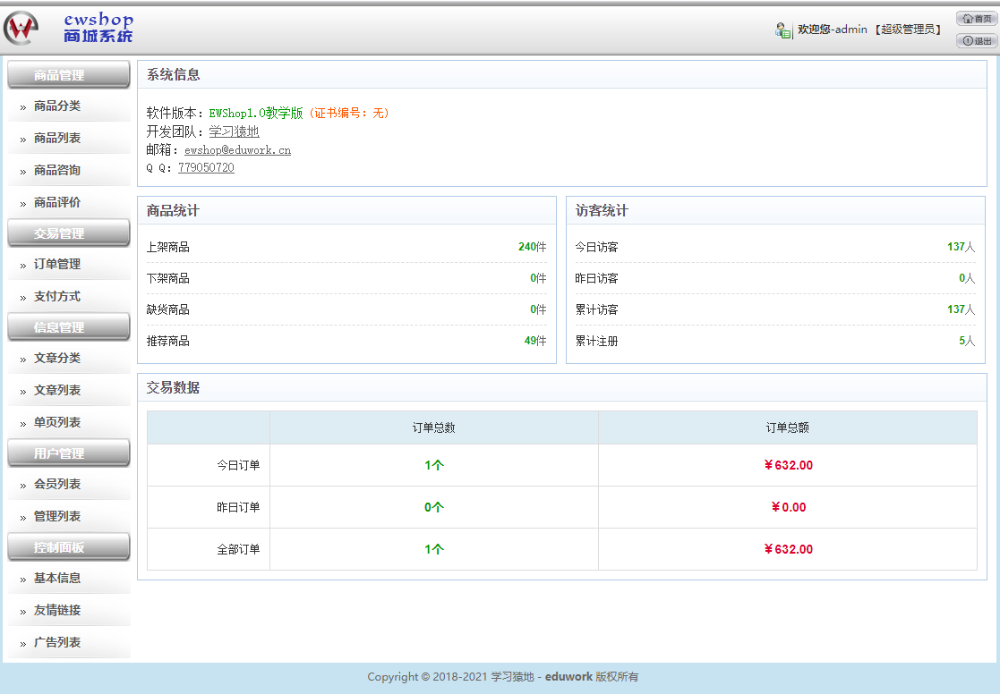 ewshop
商城系统
欢迎您-admin 【超级管理员】
首页
退出
商品管理
» 商品分类
» 商品列表
» 商品咨询
» 商品评价
交易管理
» 订单管理
» 支付方式
信息管理
» 文章分类
» 文章列表
» 单页列表
用户管理
» 会员列表
» 管理列表
控制面板
» 基本信息
» 友情链接
» 广告列表
系统信息
软件版本：EWShop1.0教学版（证书编号：无）
开发团队：学习猿地
邮箱：ewshop@eduwork.cn
Q Q：779050720
商品统计
上架商品 240件
下架商品 0件
缺货商品 0件
推荐商品 49件
访客统计
今日访客 137人
昨日访客 0人
累计访客 137人
累计注册 5人
交易数据
订单总数 订单总额
今日订单 1个 ￥632.00
昨日订单 0个 ￥0.00
全部订单 1个 ￥632.00
Copyright © 2018-2021 学习猿地 - eduwork 版权所有